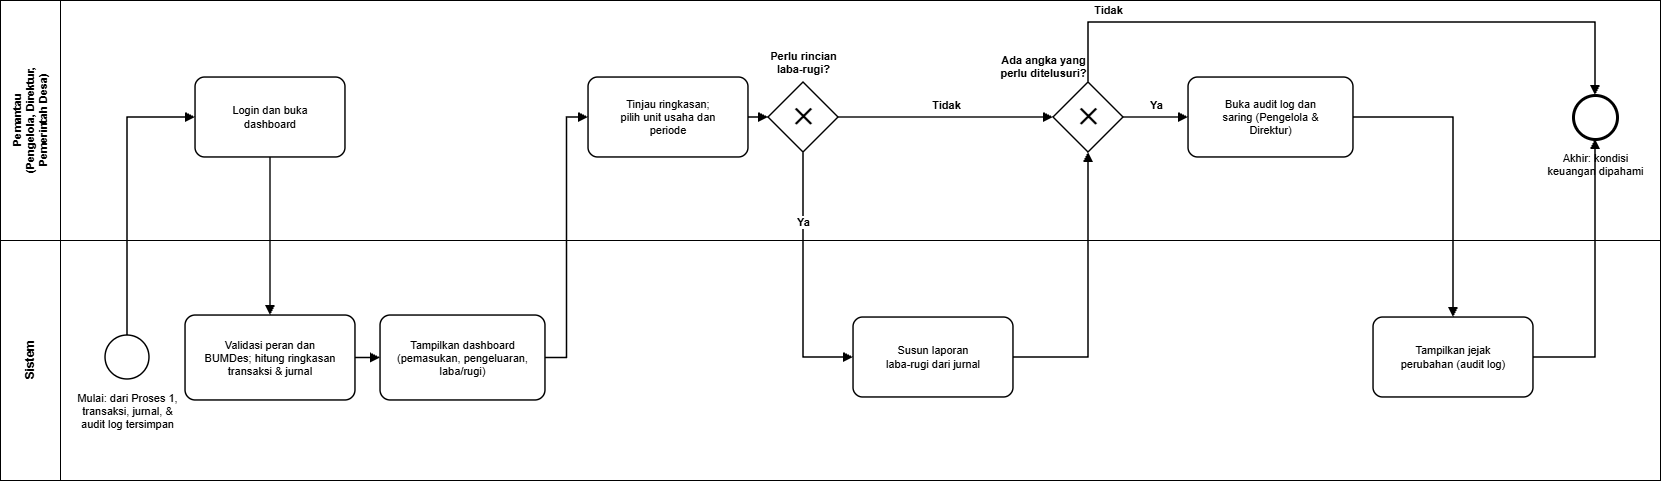 Pemantau
(Pengelola, Direktur,
Pemerintah Desa)
Login dan buka
dashboard
Tinjau ringkasan;
pilih unit usaha dan
periode
Perlu rincian
laba-rugi?
Tidak
Ya
Ada angka yang
perlu ditelusuri?
Tidak
Ya
Buka audit log dan
saring (Pengelola &
Direktur)
Akhir: kondisi
keuangan dipahami
Sistem
Mulai: dari Proses 1,
transaksi, jurnal, &
audit log tersimpan
Validasi peran dan
BUMDes; hitung ringkasan
transaksi & jurnal
Tampilkan dashboard
(pemasukan, pengeluaran,
laba/rugi)
Susun laporan
laba-rugi dari jurnal
Tampilkan jejak
perubahan (audit log)